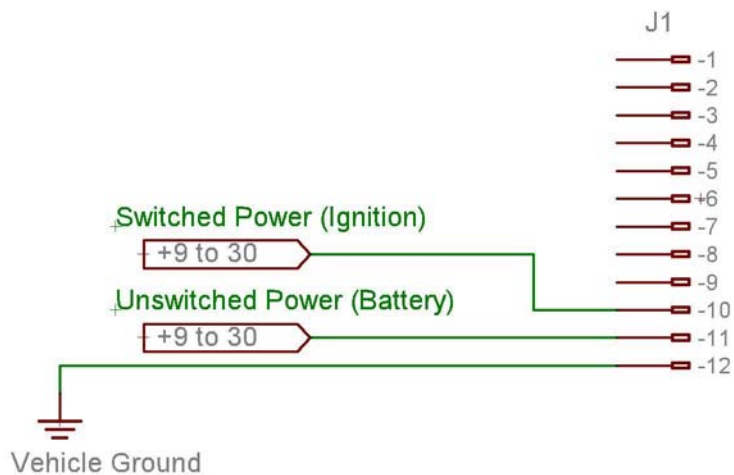 J1
-1
-2
-3
-4
-5
+6
Switched Power (Ignition)
-7
+9 to 30
-8
-9
Unswitched Power (Battery)
-10
+9 to 30
-11
-12
Vehicle Ground